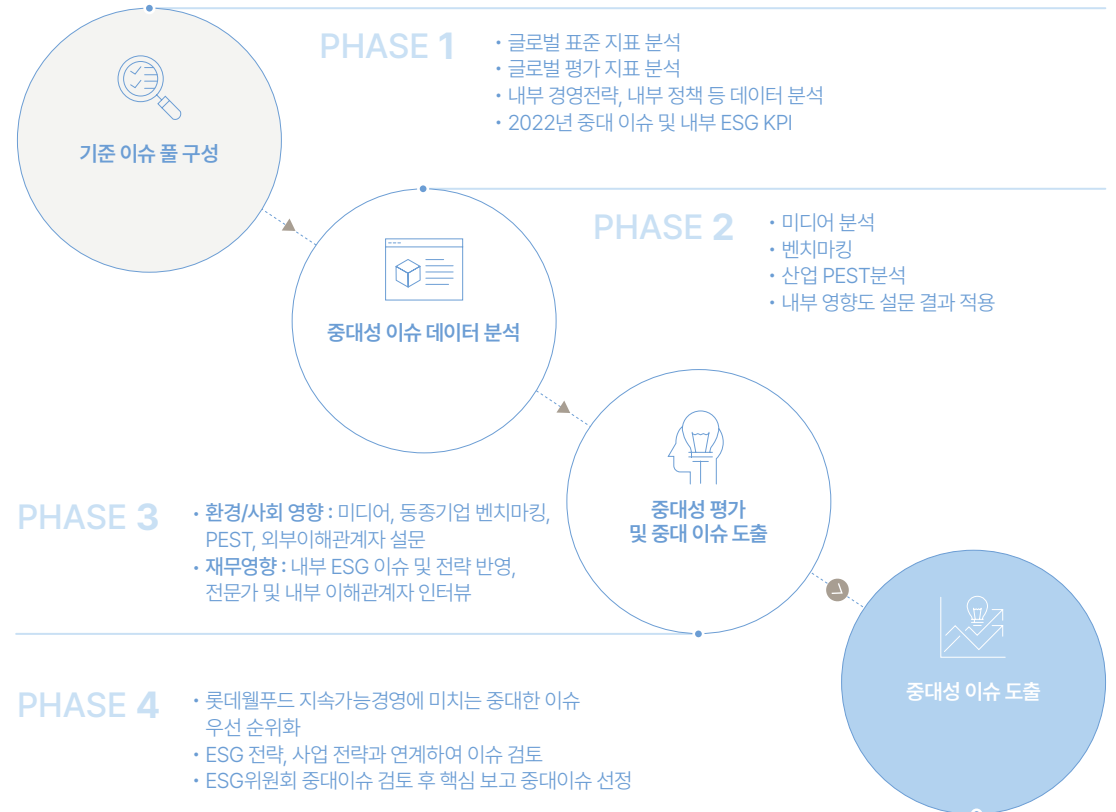 PHASE 1
• 글로벌 표준 지표 분석
• 글로벌 평가 지표 분석
• 내부 경영전략, 내부 정책 등 데이터 분석
• 2022년 중대 이슈 및 내부 ESG KPI
기준 이슈 풀 구성
PHASE 2
• 미디어 분석
• 벤치마킹
• 산업 PEST분석
• 내부 영향도 설문 결과 적용
중대성 이슈 데이터 분석
PHASE 3
• 환경/사회 영향 : 미디어, 동종기업 벤치마킹,
PEST, 외부이해관계자 설문
• 재무영향 : 내부 ESG 이슈 및 전략 반영,
전문가 및 내부 이해관계자 인터뷰
중대성 평가
및 중대 이슈 도출
PHASE 4
• 롯데웰푸드 지속가능경영에 미치는 중대한 이슈
우선 순위화
• ESG 전략, 사업 전략과 연계하여 이슈 검토
• ESG위원회 중대이슈 검토 후 핵심 보고 중대이슈 선정
중대성 이슈 도출